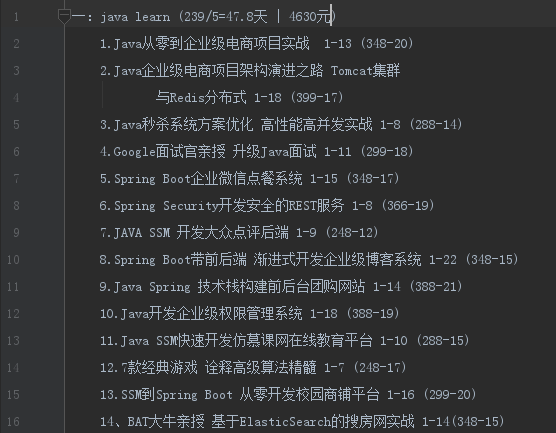 1 一: java learn (239/5=47.8天 | 4630元)
2 1.Java从零到企业级电商项目实战 1-13 (348-20)
3 2.Java企业级电商项目架构演进之路 Tomcat集群
4 与Redis分布式 1-18 (399-17)
5 3.Java秒杀系统方案优化 高性能高并发实战 1-8 (288-14)
6 4.Google面试官亲授 升级Java面试 1-11 (299-18)
7 5.Spring Boot企业微信点餐系统 1-15 (348-17)
8 6.Spring Security开发安全的REST服务 1-8 (366-19)
9 7.JAVA SSM 开发大众点评后端 1-9 (248-12)
10 8.Spring Boot带前后端 渐进式开发企业级博客系统 1-22 (348-15)
11 9.Java Spring 技术栈构建前后台团购网站 1-14 (388-21)
12 10.Java开发企业级权限管理系统 1-18 (388-19)
13 11.Java SSM快速开发仿慕课网在线教育平台 1-10 (288-15)
14 12.7款经典游戏 诠释高级算法精髓 1-7 (248-17)
15 13.SSM到Spring Boot 从零开发校园商铺平台 1-16 (299-20)
16 14、BAT大牛亲授 基于ElasticSearch的搜房网实战 1-14(348-15)